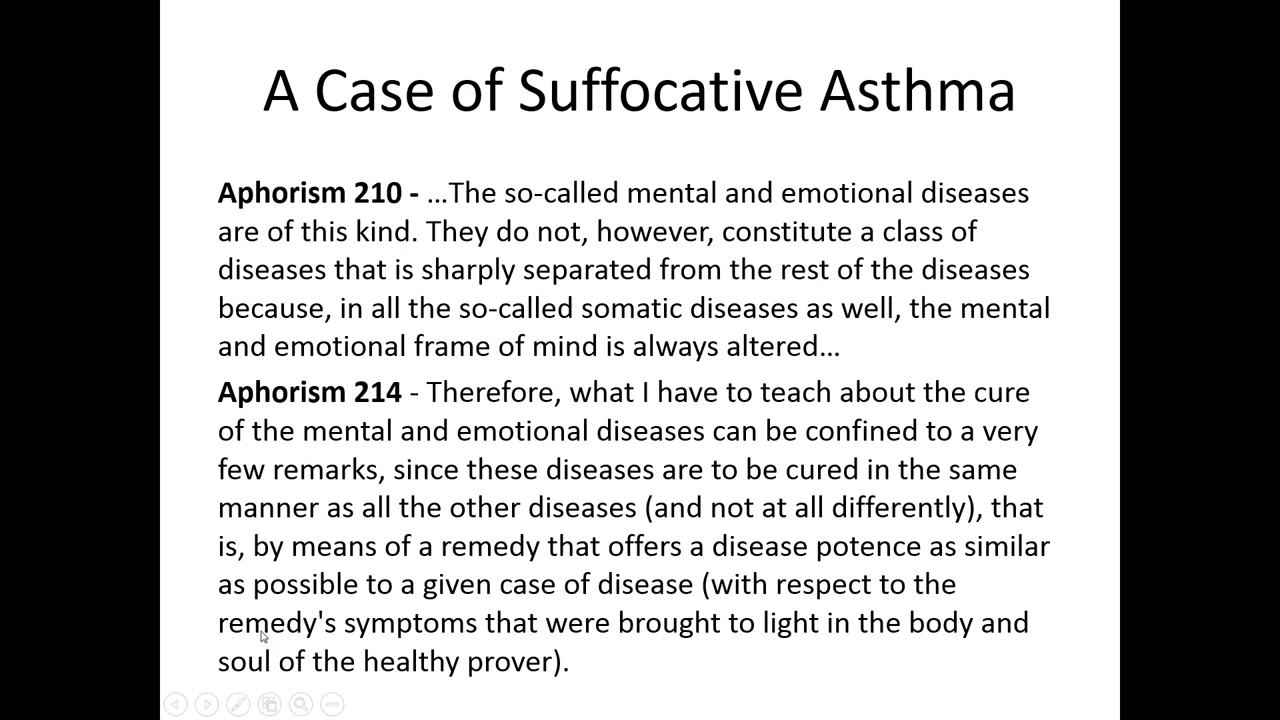 A Case of Suffocative Asthma
Aphorism 210 - ...The so-called mental and emotional diseases
are of this kind. They do not, however, constitute a class of
diseases that is sharply separated from the rest of the diseases
because, in all the so-called somatic diseases as well, the mental
and emotional frame of mind is always altered...
Aphorism 214 - Therefore, what I have to teach about the cure
of the mental and emotional diseases can be confined to a very
few remarks, since these diseases are to be cured in the same
manner as all the other diseases (and not at all differently), that
is, by means of a remedy that offers a disease potence as similar
as possible to a given case of disease (with respect to the
remedy's symptoms that were brought to light in the body and
soul of the healthy prover).